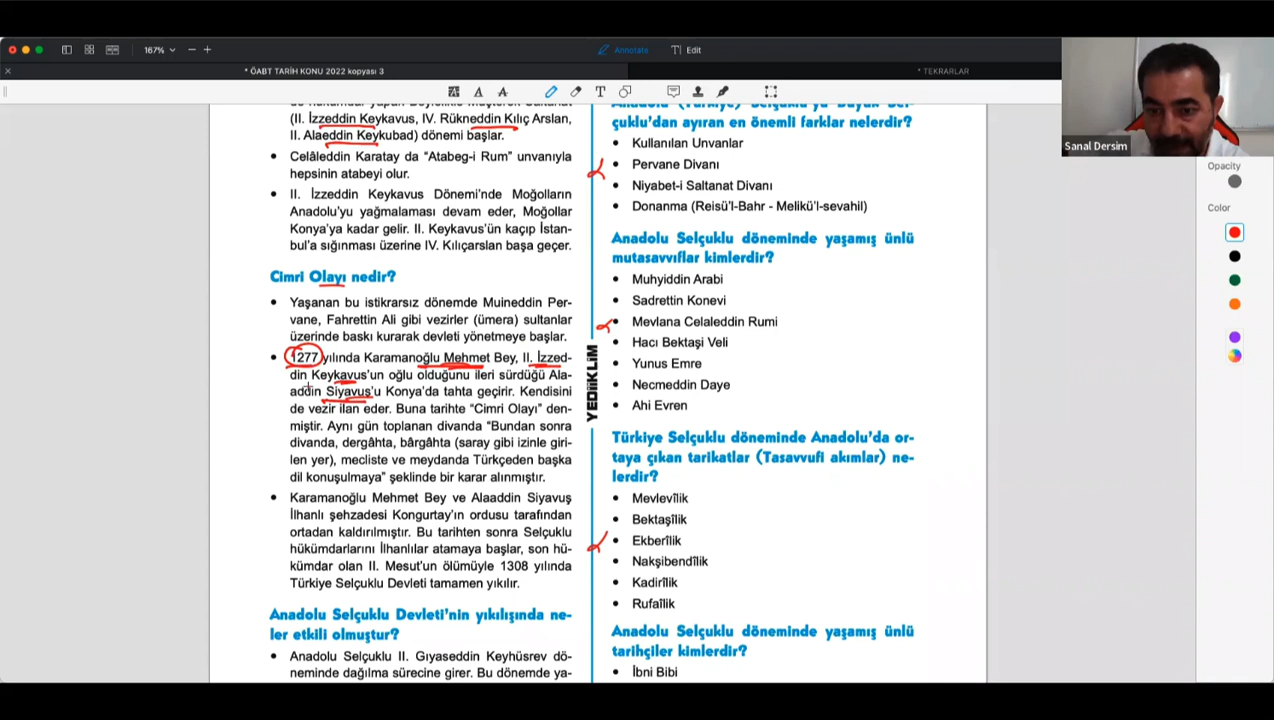 167%
Annotate
Edit
* ÖABT TARİH KONU 2022 kopyası 3
* TEKRARLAR
Sanal Dersim
Opacity
Color
(II. İzzeddin Keykavus, IV. Rükneddin Kılıç Arslan,
II. Alaeddin Keykubad) dönemi başlar.
• Celâleddin Karatay da “Atabeg-i Rum” unvanıyla
hepsinin atabeyi olur.
• II. İzzeddin Keykavus Dönemi’nde Moğolların
Anadolu’yu yağmalaması devam eder, Moğollar
Konya’ya kadar gelir. II. Keykavus’ün kaçıp İstan-
bul’a sığınması üzerine IV. Kılıçarslan başa geçer.
Cimri Olayı nedir?
• Yaşanan bu istikrarsız dönemde Muineddin Per-
vane, Fahrettin Ali gibi vezirler (ümera) sultanlar
üzerinde baskı kurarak devleti yönetmeye başlar.
• 1277 yılında Karamanoğlu Mehmet Bey, II. İzzed-
din Keykavus’un oğlu olduğunu ileri sürdüğü Ala-
addin Siyavuş’u Konya’da tahta geçirir. Kendisini
de vezir ilan eder. Buna tarihte “Cimri Olayı” den-
miştir. Aynı gün toplanan divanda “Bundan sonra
divanda, dergâhta, bârgâhta (saray gibi izinle giri-
len yer), mecliste ve meydanda Türkçeden başka
dil konuşulmaya” şeklinde bir karar alınmıştır.
• Karamanoğlu Mehmet Bey ve Alaaddin Siyavuş
İlhanlı şehzadesi Kongurtay’ın ordusu tarafından
ortadan kaldırılmıştır. Bu tarihten sonra Selçuklu
hükümdarlarını İlhanlılar atamaya başlar, son hü-
kümdar olan II. Mesut’un ölümüyle 1308 yılında
Türkiye Selçuklu Devleti tamamen yıkılır.
Anadolu Selçuklu Devleti’nin yıkılışında ne-
ler etkili olmuştur?
• Anadolu Selçuklu II. Gıyaseddin Keyhüsrev dö-
neminde dağılma sürecine girer. Bu dönemde ya-
YEDİİKLİM
Anadolu (Türkiye) Selçuklu’yu Büyük Sel-
çuklu’dan ayıran en önemli farklar nelerdir?
• Kullanılan Unvanlar
• Pervane Divanı
• Niyabet-i Saltanat Divanı
• Donanma (Reisü’l-Bahr - Melikü’l-sevahil)
Anadolu Selçuklu döneminde yaşamış ünlü
mutasavvıflar kimlerdir?
• Muhyiddin Arabi
• Sadrettin Konevi
• Mevlana Celaleddin Rumi
• Hacı Bektaşi Veli
• Yunus Emre
• Necmeddin Daye
• Ahi Evren
Türkiye Selçuklu döneminde Anadolu’da or-
taya çıkan tarikatlar (Tasavvufi akımlar) ne-
lerdir?
• Mevlevîlik
• Bektaşîlik
• Ekberîlik
• Nakşibendîlik
• Kadirîlik
• Rufaîlik
Anadolu Selçuklu döneminde yaşamış ünlü
tarihçiler kimlerdir?
• İbni Bibi